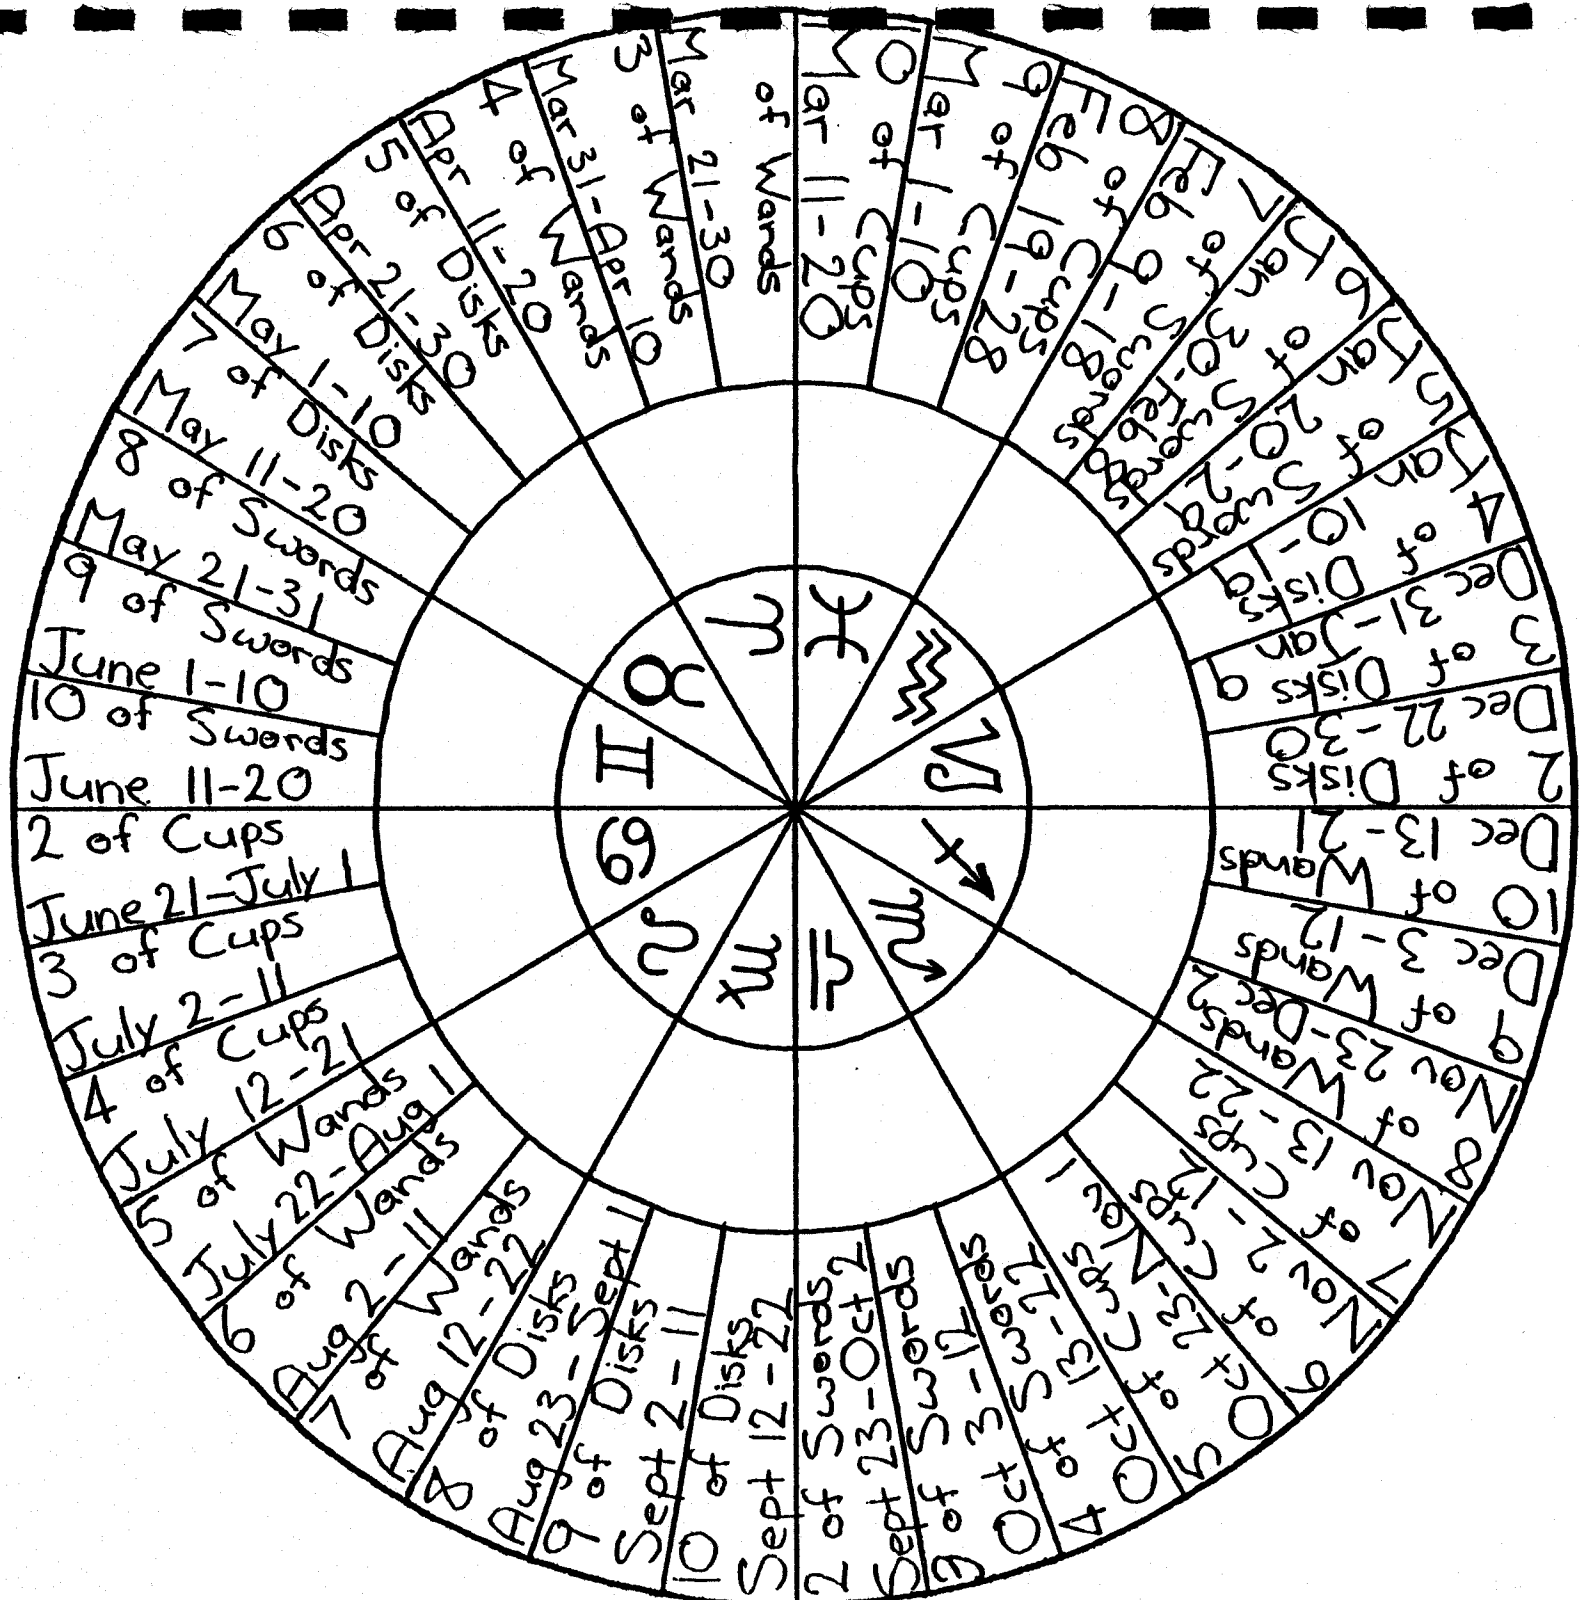 of Wands
Mar 21-30
3 of Wands
Mar 31-Apr 10
4 of Wands
Apr 11-20
5 of Disks
Apr 21-30
6 of Disks
May 1-10
7 of Disks
May 11-20
8 of Swords
May 21-31
9 of Swords
June 1-10
10 of Swords
June 11-20
2 of Cups
June 21-July 1
3 of Cups
July 2-11
4 of Cups
July 12-21
5 of Wands
July 22-Aug 1
6 of Wands
Aug 2-11
7 of Wands
Aug 12-22
8 of Disks
Aug 23-Sept 1
9 of Disks
Sept 2-11
10 of Disks
Sept 12-22
2 of Swords
Sept 23-Oct 2
3 of Swords
Oct 3-12
4 of Swords
Oct 13-22
5 of Cups
Oct 23-Nov 1
6 of Cups
Nov 2-12
7 of Cups
Nov 13-22
8 of Wands
Nov 23-Dec 2
9 of Wands
Dec 3-12
10 of Wands
Dec 13-21
2 of Disks
Dec 22-30
3 of Disks
Dec 31-Jan 9
4 of Disks
Jan 10-19
5 of Swords
Jan 20-29
6 of Swords
Jan 30-Feb 8
7 of Swords
Feb 9-18
8 of Cups
Feb 19-28
9 of Cups
Mar 1-10
10 of Cups
Mar 11-20
♈
♉
♊
♋
♌
♍
♎
♏
♐
♑
♒
♓